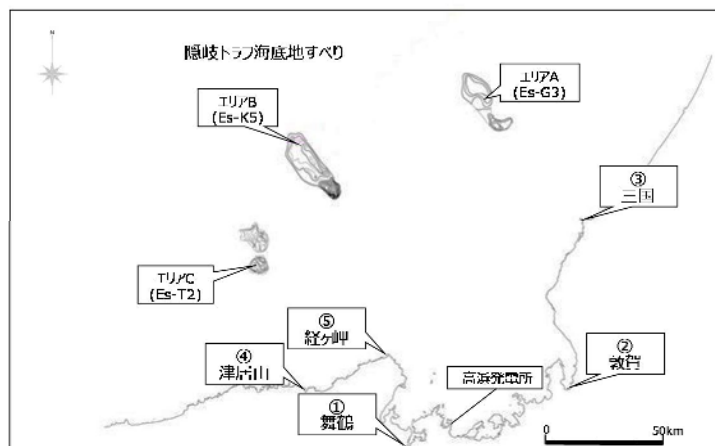 N
隠岐トラフ海底地すべり
エリアA
(Es-G3)
エリアB
(Es-K5)
③
三国
エリアC
(Es-T2)
⑤
経ヶ岬
④
津居山
②
敦賀
高浜発電所
①
舞鶴
0
50km